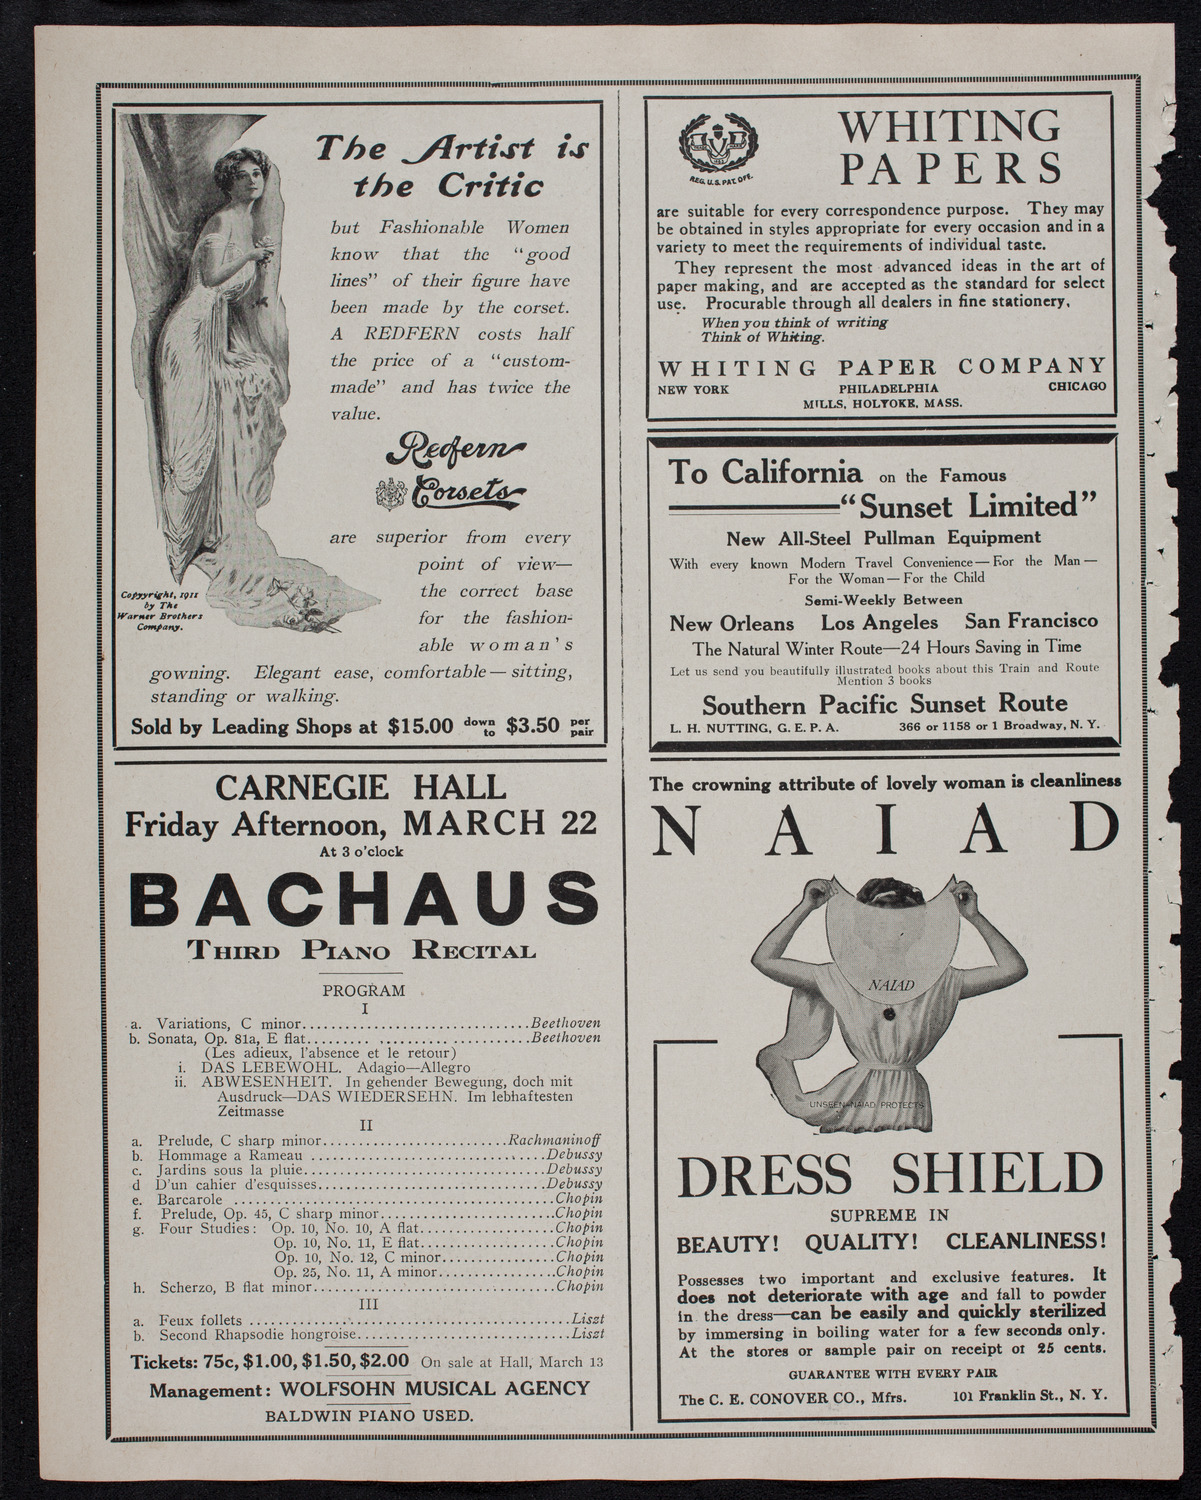 The Artist is
the Critic
but Fashionable Women
know that the “good
lines” of their figure have
been made by the corset.
A REDFERN costs half
the price of a “custom-
made” and has twice the
value.
Redfern
Corsets
are superior from every
point of view—
the correct base
for the fashion-
able woman's
gowning. Elegant ease, comfortable—sitting,
standing or walking.
Copyright, 1911
by The
Warner Brothers
Company.
Sold by Leading Shops at $15.00 down to $3.50 per pair
CARNEGIE HALL
Friday Afternoon, MARCH 22
At 3 o'clock
BACHAUS
THIRD PIANO RECITAL
PROGRAM
I
a. Variations, C minor..............................Beethoven
b. Sonata, Op. 81a, E flat......... ....................Beethoven
(Les adieux, l'absence et le retour)
i. DAS LEBEWOHL. Adagio—Allegro
ii. ABWESENHEIT. In gehender Bewegung, doch mit
Ausdruck—DAS WIEDERSEHN. Im lebhaftesten
Zeitmasse
II
a. Prelude, C sharp minor........................Rachmaninoff
b. Hommage a Rameau ..............................Debussy
c. Jardins sous la pluie...............................Debussy
d D'un cahier d'esquisses.............................Debussy
e. Barcarole ........................................Chopin
f. Prelude, Op. 45, C sharp minor.......................Chopin
g. Four Studies: Op. 10, No. 10, A flat..................Chopin
Op. 10, No. 11, E flat..................Chopin
Op. 10, No. 12, C minor...............Chopin
Op. 25, No. 11, A minor...............Chopin
h. Scherzo, B flat minor................................Chopin
III
a. Feux follets ........................................Liszt
b. Second Rhapsodie hongroise...........................Liszt
Tickets: 75c, $1.00, $1.50, $2.00 On sale at Hall, March 13
Management: WOLFSOHN MUSICAL AGENCY
BALDWIN PIANO USED.
REG. U.S. PAT. OFF.
WHITING
PAPERS
are suitable for every correspondence purpose. They may
be obtained in styles appropriate for every occasion and in a
variety to meet the requirements of individual taste.
They represent the most advanced ideas in the art of
paper making, and are accepted as the standard for select
use. Procurable through all dealers in fine stationery.
When you think of writing
Think of Whiting.
WHITING PAPER COMPANY
NEW YORK PHILADELPHIA CHICAGO
MILLS, HOLYOKE, MASS.
To California on the Famous
“Sunset Limited”
New All-Steel Pullman Equipment
With every known Modern Travel Convenience—For the Man—
For the Woman—For the Child
Semi-Weekly Between
New Orleans Los Angeles San Francisco
The Natural Winter Route—24 Hours Saving in Time
Let us send you beautifully illustrated books about this Train and Route
Mention 3 books
Southern Pacific Sunset Route
L. H. NUTTING, G. E. P. A. 366 or 1158 or 1 Broadway, N. Y.
The crowning attribute of lovely woman is cleanliness
NAIAD
NAIAD
UNSEEN—NAIAD PROTECTS
DRESS SHIELD
SUPREME IN
BEAUTY! QUALITY! CLEANLINESS!
Possesses two important and exclusive features. It
does not deteriorate with age and fall to powder
in the dress—can be easily and quickly sterilized
by immersing in boiling water for a few seconds only.
At the stores or sample pair on receipt of 25 cents.
GUARANTEE WITH EVERY PAIR
The C. E. CONOVER CO., Mfrs. 101 Franklin St., N. Y.